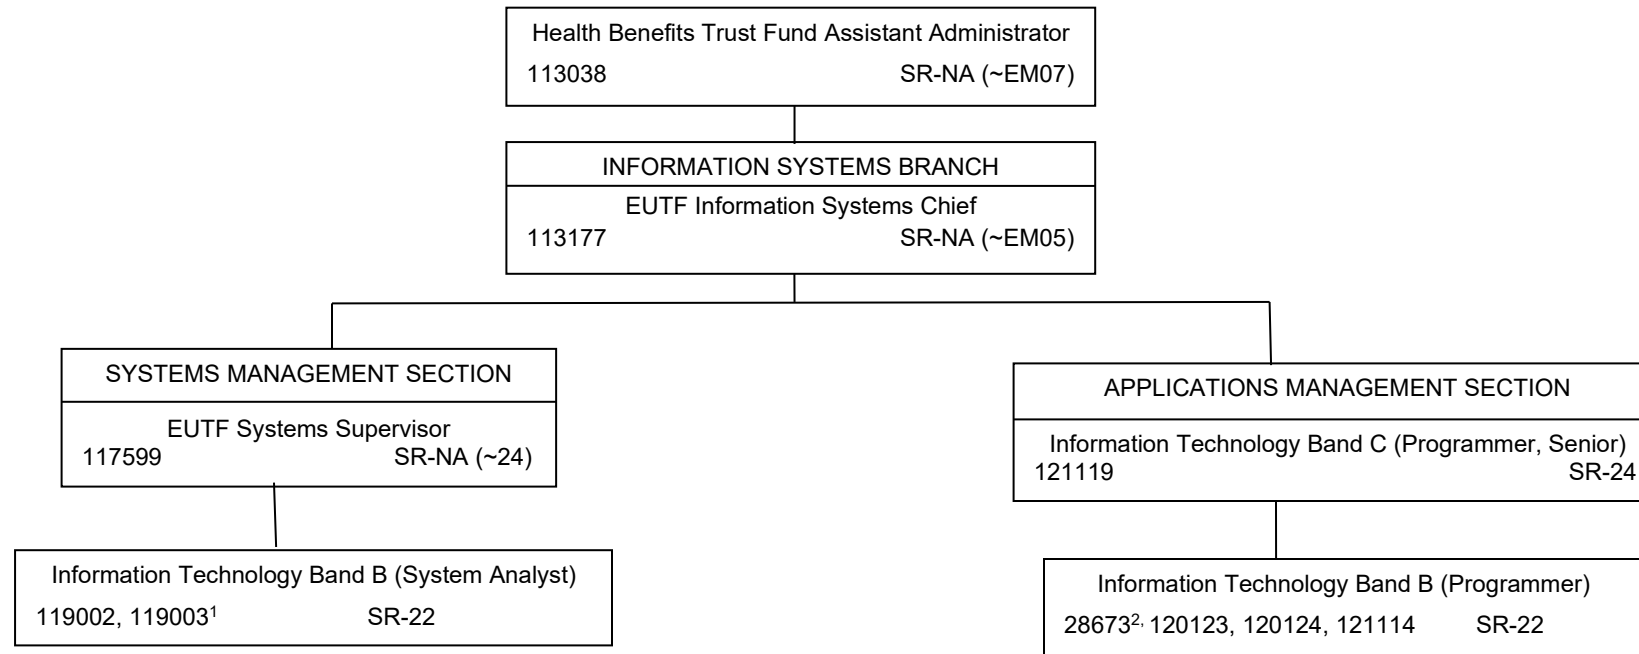 Health Benefits Trust Fund Assistant Administrator
113038 SR-NA (~EM07)
INFORMATION SYSTEMS BRANCH
EUTF Information Systems Chief
113177 SR-NA (~EM05)
SYSTEMS MANAGEMENT SECTION
EUTF Systems Supervisor
117599 SR-NA (~24)
Information Technology Band B (System Analyst)
119002, 119003¹ SR-22
APPLICATIONS MANAGEMENT SECTION
Information Technology Band C (Programmer, Senior)
121119 SR-24
Information Technology Band B (Programmer)
28673², 120123, 120124, 121114 SR-22